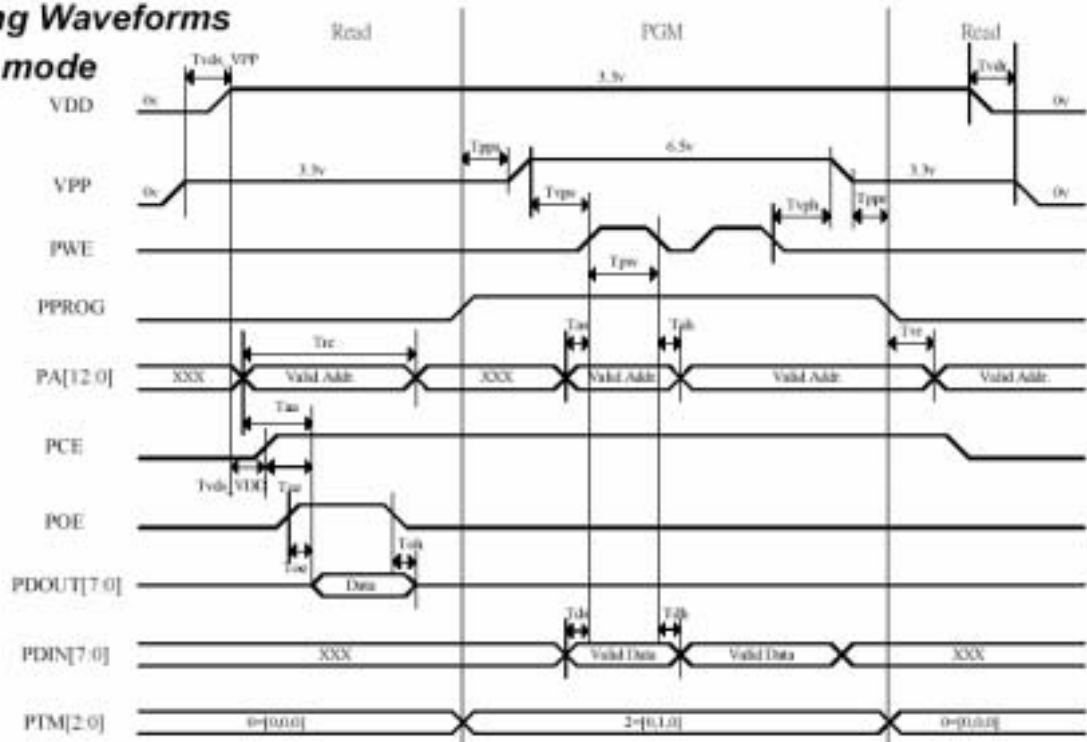 ng Waveforms
mode
Read PGM Read
Tvds_VPP 3.3v Tvdr
VDD 0v 0v
Tpps 6.5v
VPP 0v 3.3v 3.3v 0v
Tvps Tvph Tpps
PWE
Tpw
PPROG
Trc Tas Tah Tvr
PA[12:0] XXX Valid Addr. XXX Valid Addr. Valid Addr. Valid Addr.
Taa
PCE
Tvds_VDD Tce
POE
Toe Toh
PDOUT[7:0] Data
Tds Tdh
PDIN[7:0] XXX Valid Data Valid Data XXX
PTM[2:0] 0=[0,0,0] 2=[0,1,0] 0=[0,0,0]